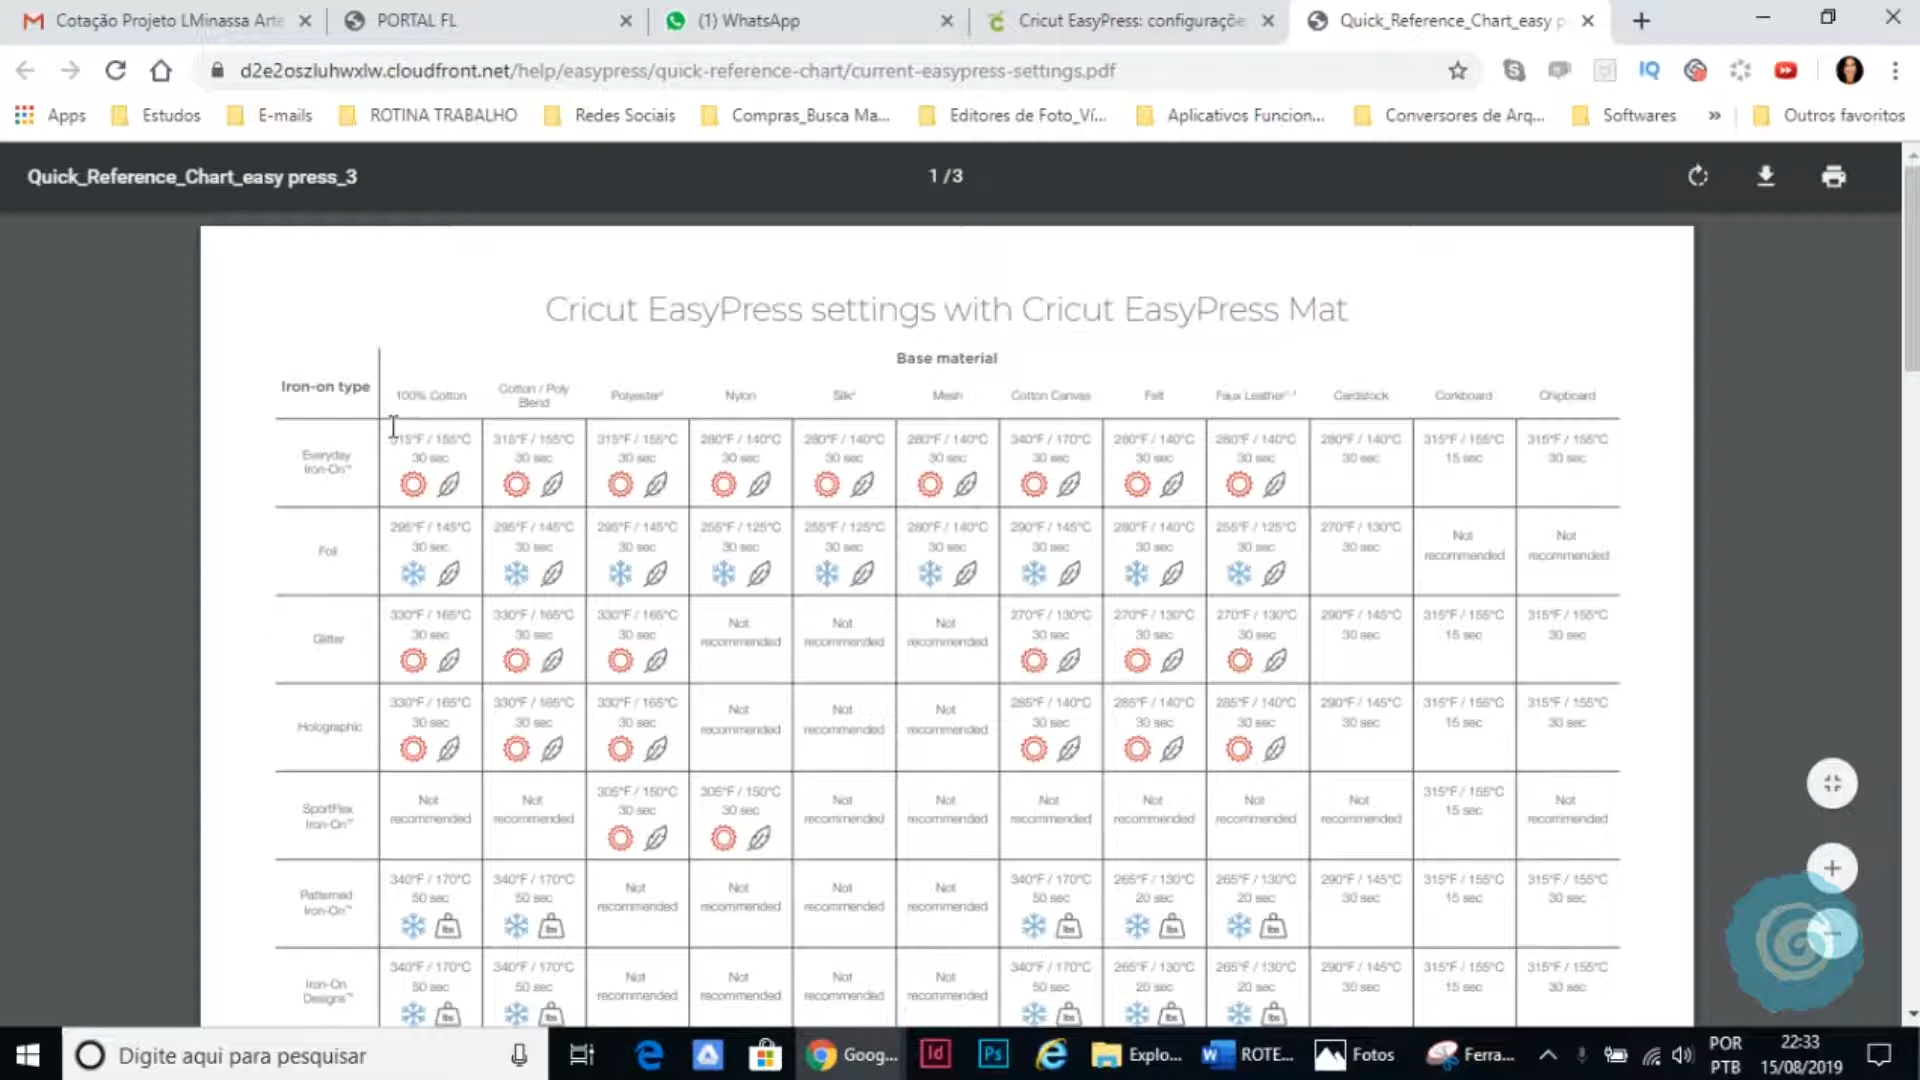 Cotação Projeto LMinassa Arte
PORTAL FL
(1) WhatsApp
Cricut EasyPress: configuraçõe
Quick_Reference_Chart_easy p
d2e2oszluhwxlw.cloudfront.net/help/easypress/quick-reference-chart/current-easypress-settings.pdf
Apps Estudos E-mails ROTINA TRABALHO Redes Sociais Compras_Busca Ma... Editores de Foto_Ví... Aplicativos Funcion... Conversores de Arq... Softwares » Outros favoritos
Quick_Reference_Chart_easy press_3
1 / 3
Cricut EasyPress settings with Cricut EasyPress Mat
Base material
Iron-on type 100% Cotton Cotton / Poly Blend Polyester Nylon Silk Mesh Cotton Canvas Felt Faux Leather Cardstock Corkboard Chipboard
Everyday Iron-On™
315°F / 155°C 315°F / 155°C 315°F / 155°C 280°F / 140°C 280°F / 140°C 280°F / 140°C 340°F / 170°C 280°F / 140°C 280°F / 140°C 280°F / 140°C 315°F / 155°C 315°F / 155°C
30 sec 30 sec 30 sec 30 sec 30 sec 30 sec 30 sec 30 sec 30 sec 30 sec 15 sec 30 sec
Foil
295°F / 145°C 295°F / 145°C 295°F / 145°C 255°F / 125°C 255°F / 125°C 280°F / 140°C 290°F / 145°C 280°F / 140°C 255°F / 125°C 270°F / 130°C Not recommended Not recommended
30 sec 30 sec 30 sec 30 sec 30 sec 30 sec 30 sec 30 sec 30 sec 30 sec
Glitter
330°F / 165°C 330°F / 165°C 330°F / 165°C Not recommended Not recommended Not recommended 270°F / 130°C 270°F / 130°C 270°F / 130°C 290°F / 145°C 315°F / 155°C 315°F / 155°C
30 sec 30 sec 30 sec 30 sec 30 sec 30 sec 30 sec 15 sec 30 sec
Holographic
330°F / 165°C 330°F / 165°C 330°F / 165°C Not recommended Not recommended Not recommended 285°F / 140°C 285°F / 140°C 285°F / 140°C 290°F / 145°C 315°F / 155°C 315°F / 155°C
30 sec 30 sec 30 sec 30 sec 30 sec 30 sec 30 sec 15 sec 30 sec
SportFlex Iron-On™
Not recommended Not recommended 305°F / 150°C 305°F / 150°C Not recommended Not recommended Not recommended Not recommended Not recommended Not recommended 315°F / 155°C Not recommended
30 sec 30 sec 15 sec
Patterned Iron-On™
340°F / 170°C 340°F / 170°C Not recommended Not recommended Not recommended Not recommended 340°F / 170°C 265°F / 130°C 265°F / 130°C 290°F / 145°C 315°F / 155°C 315°F / 155°C
50 sec 50 sec 50 sec 20 sec 20 sec 30 sec 15 sec 30 sec
lbs lbs lbs lbs lbs
Iron-On Designs™
340°F / 170°C 340°F / 170°C Not recommended Not recommended Not recommended Not recommended 340°F / 170°C 265°F / 130°C 265°F / 130°C 290°F / 145°C 315°F / 155°C 315°F / 155°C
50 sec 50 sec 50 sec 20 sec 20 sec 30 sec 15 sec 30 sec
lbs lbs lbs lbs lbs
Digite aqui para pesquisar
Goog... Id Ps Explo... ROTE... Fotos Ferra...
POR
PTB
22:33
15/08/2019